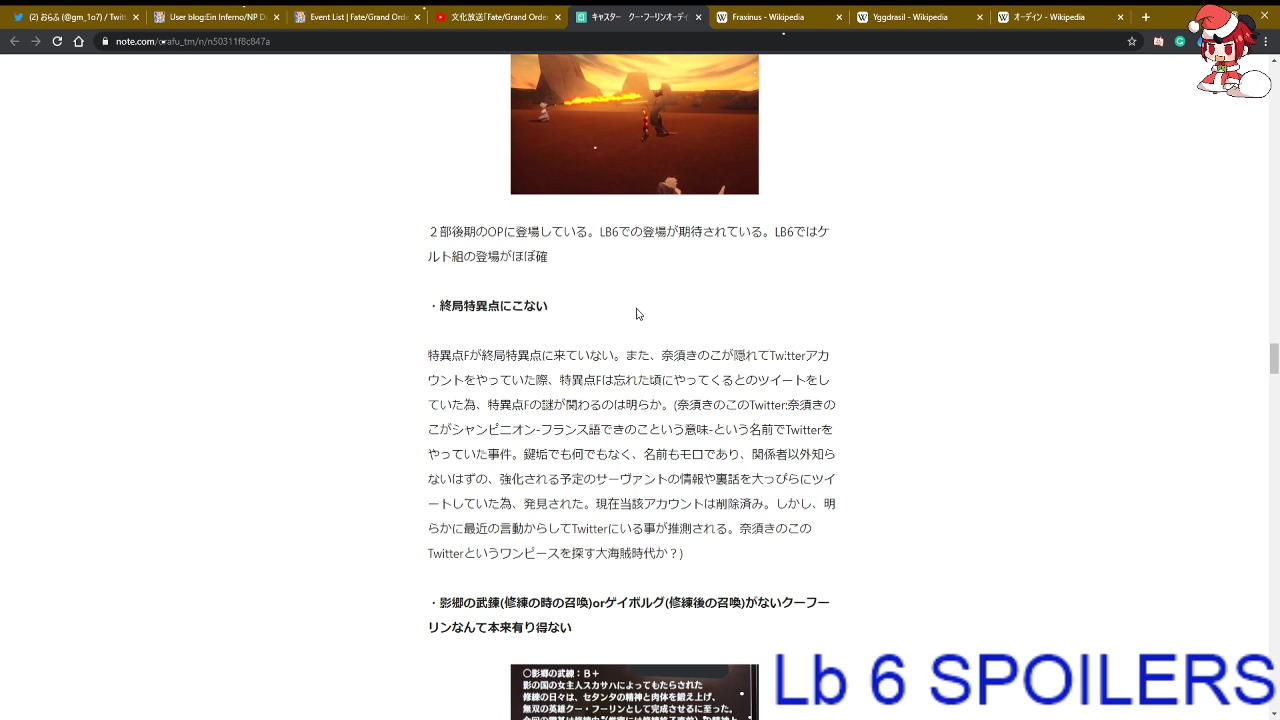 (2) おらふ (@gm_1o7) / Twitt
User blog:Ein Inferno/NP Da
Event List | Fate/Grand Orde
文化放送「Fate/Grand Order
キャスター　クー・フーリンオーディ
Fraxinus - Wikipedia
Yggdrasil - Wikipedia
オーディン - Wikipedia
note.com/orafu_tm/n/n50311f8c847a
２部後期のOPに登場している。LB6での登場が期待されている。LB6ではケ
ルト組の登場がほぼ確
・終局特異点にこない
特異点Fが終局特異点に来ていない。また、奈須きのこが隠れてTwitterアカ
ウントをやっていた際、特異点Fは忘れた頃にやってくるとのツイートをし
ていた為、特異点Fの謎が関わるのは明らか。(奈須きのこのTwitter:奈須きの
こがシャンピニオン-フランス語できのこという意味-という名前でTwitterを
やっていた事件。鍵垢でも何でもなく、名前もモロであり、関係者以外知ら
ないはずの、強化される予定のサーヴァントの情報や裏話を大っぴらにツイ
ートしていた為、発見された。現在当該アカウントは削除済み。しかし、明
らかに最近の言動からしてTwitterにいる事が推測される。奈須きのこの
Twitterというワンピースを探す大海賊時代か？)
・影郷の武錬(修練の時の召喚)orゲイボルグ(修練後の召喚)がないクーフー
リンなんて本来有り得ない
〇影郷の武練：Ｂ＋
影の国の女主人スカサハによってもたらされた
修練の日々は、セタンタの精神と肉体を鍛え上げ、
無双の英雄クー・フーリンとして完成させるに至った。
Lb 6 SPOILERS